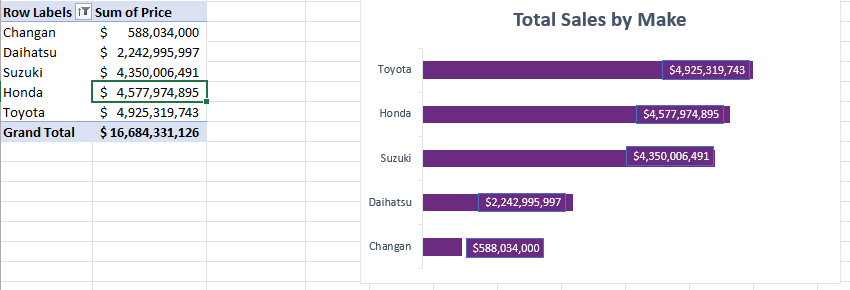 Row Labels Sum of Price
Changan $ 588,034,000
Daihatsu $ 2,242,995,997
Suzuki $ 4,350,006,491
Honda $ 4,577,974,895
Toyota $ 4,925,319,743
Grand Total $ 16,684,331,126
Total Sales by Make
Toyota $4,925,319,743
Honda $4,577,974,895
Suzuki $4,350,006,491
Daihatsu $2,242,995,997
Changan $588,034,000